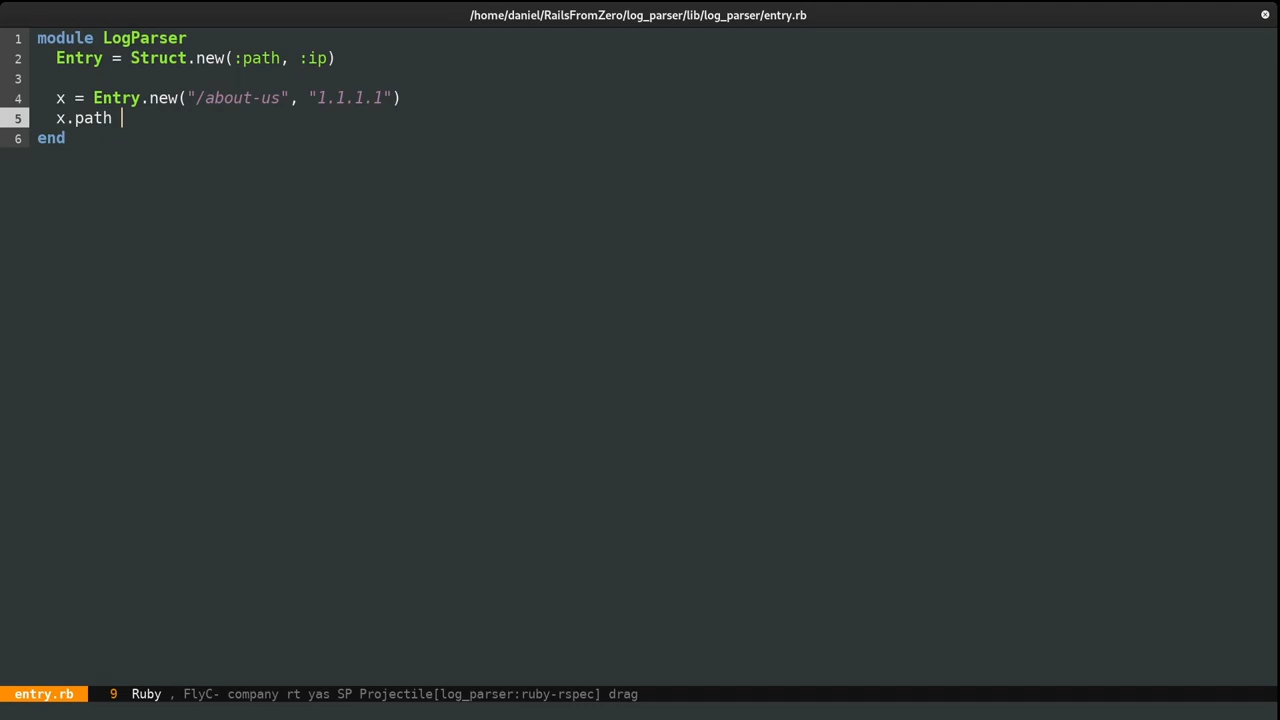 /home/daniel/RailsFromZero/log_parser/lib/log_parser/entry.rb
1 module LogParser
2   Entry = Struct.new(:path, :ip)
3
4   x = Entry.new("/about-us", "1.1.1.1")
5   x.path
6 end
entry.rb 9 Ruby , FlyC- company rt yas SP Projectile[log_parser:ruby-rspec] drag